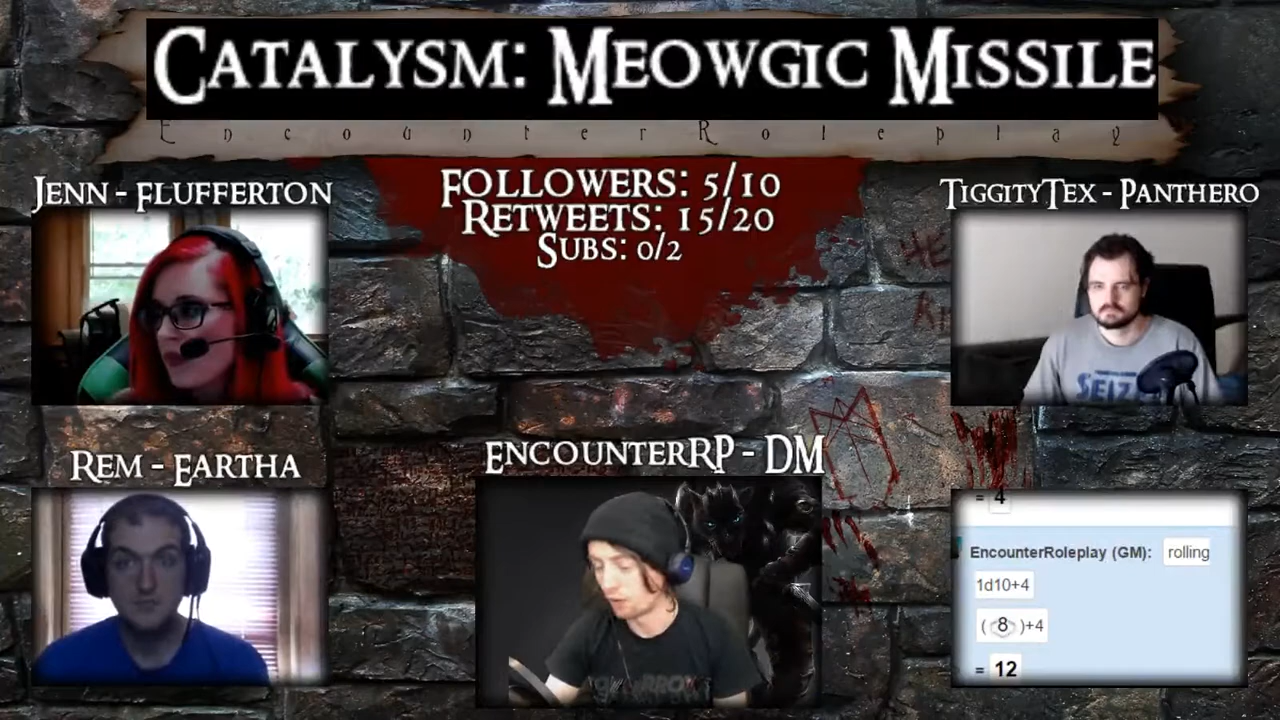 CATALYSM: MEOWGIC MISSILE
EncounterRoleplay
FOLLOWERS: 5/10
RETWEETS: 15/20
SUBS: 0/2
JENN - FLUFFERTON
TIGGITYTEX - PANTHERO
SEIZ
REM - EARTHA
ENCOUNTERRP - DM
= 4
EncounterRoleplay (GM): rolling
1d10+4
(8)+4
= 12